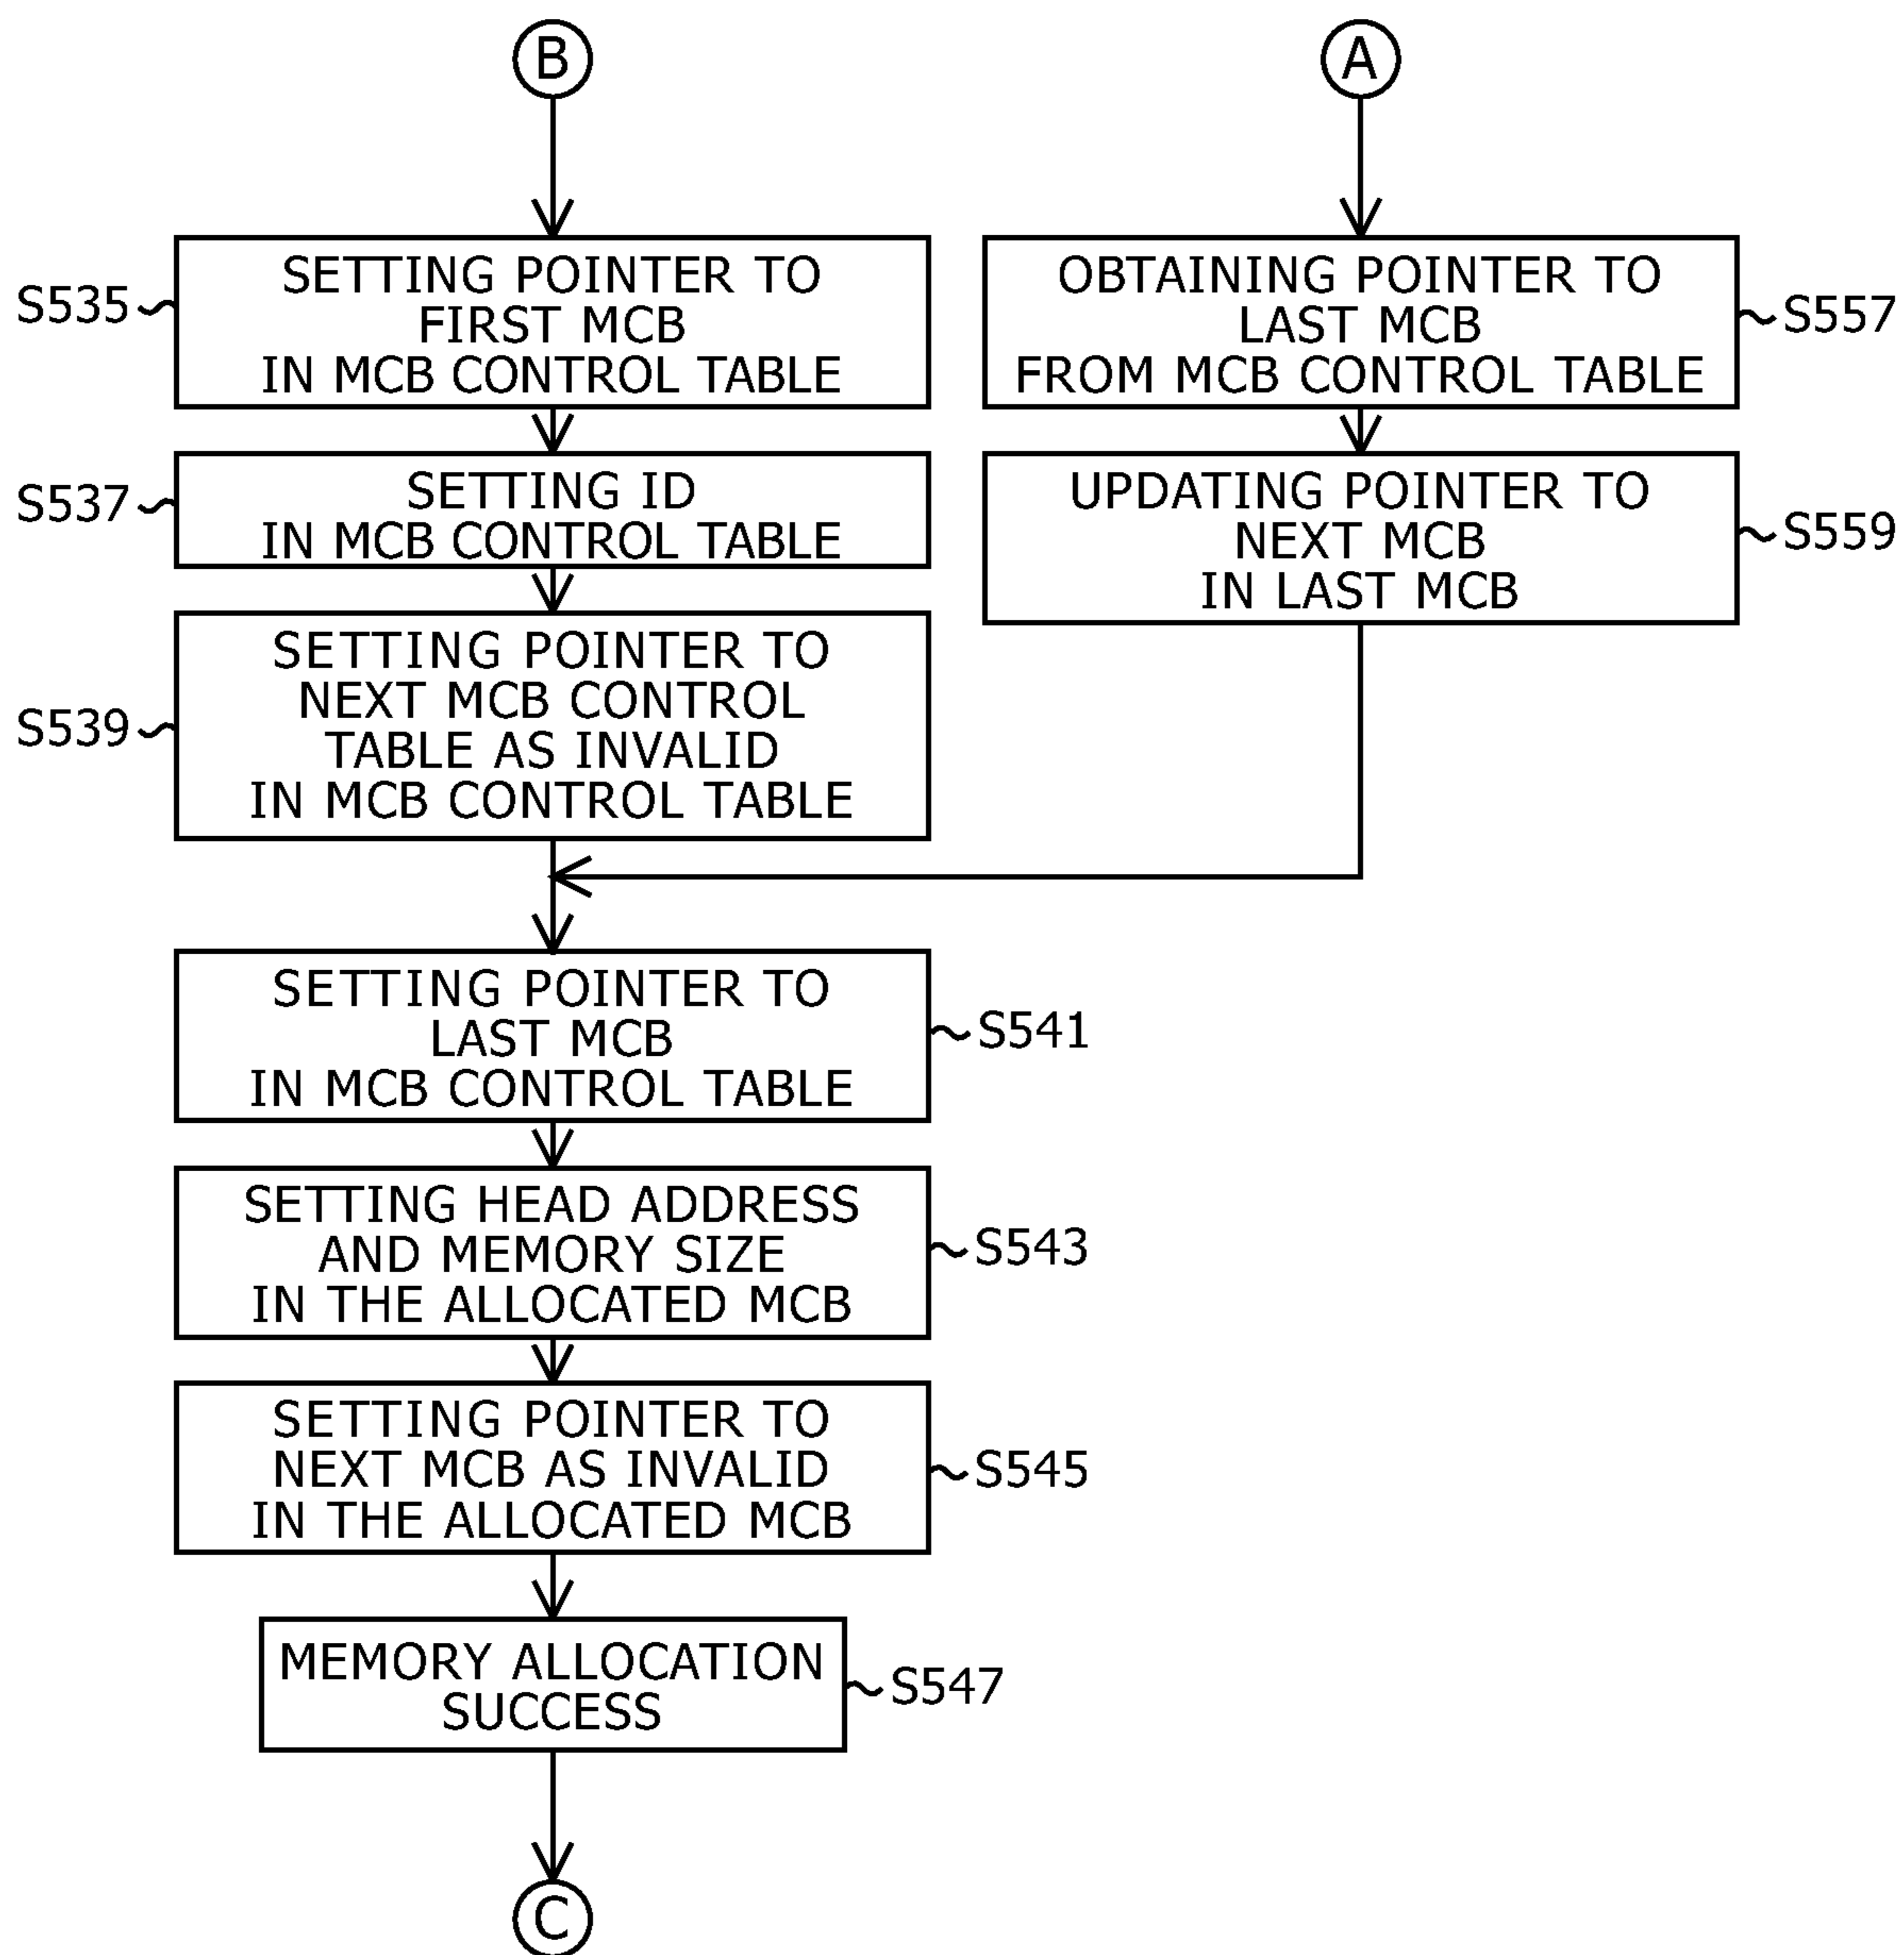 B
A
S535
SETTING POINTER TO
FIRST MCB
IN MCB CONTROL TABLE
OBTAINING POINTER TO
LAST MCB
FROM MCB CONTROL TABLE
S557
S537
SETTING ID
IN MCB CONTROL TABLE
UPDATING POINTER TO
NEXT MCB
IN LAST MCB
S559
S539
SETTING POINTER TO
NEXT MCB CONTROL
TABLE AS INVALID
IN MCB CONTROL TABLE
SETTING POINTER TO
LAST MCB
IN MCB CONTROL TABLE
S541
SETTING HEAD ADDRESS
AND MEMORY SIZE
IN THE ALLOCATED MCB
S543
SETTING POINTER TO
NEXT MCB AS INVALID
IN THE ALLOCATED MCB
S545
MEMORY ALLOCATION
SUCCESS
S547
C